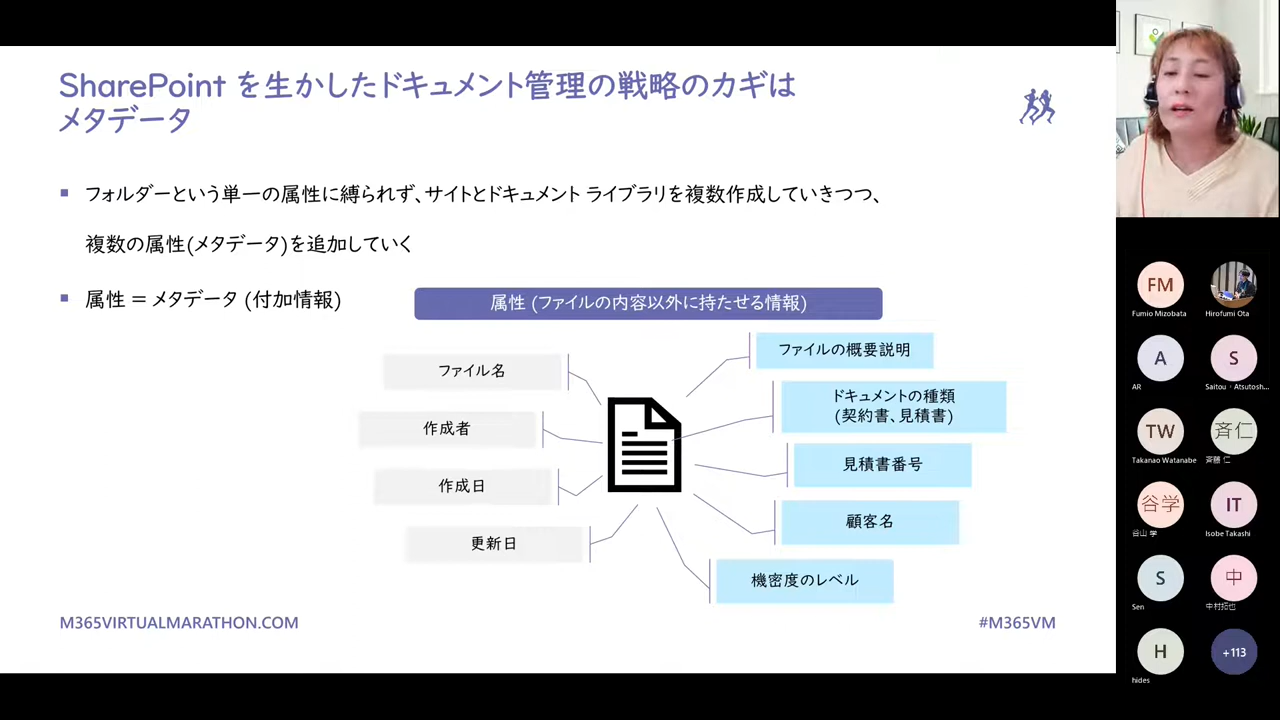 SharePoint を生かしたドキュメント管理の戦略のカギは
メタデータ
フォルダーという単一の属性に縛られず、サイトとドキュメント ライブラリを複数作成していきつつ、
複数の属性(メタデータ)を追加していく
属性 = メタデータ (付加情報)
属性 (ファイルの内容以外に持たせる情報)
ファイル名
作成者
作成日
更新日
ファイルの概要説明
ドキュメントの種類
(契約書、見積書)
見積書番号
顧客名
機密度のレベル
M365VIRTUALMARATHON.COM
#M365VM
FM
Fumio Mizobata
Hirofumi Ota
A
AR
S
Saitou・Atsutosh...
TW
Takanao Watanabe
斉仁
斉藤 仁
谷学
谷山 学
IT
Isobe Takashi
S
Sen
中
中村拓也
H
hides
+113